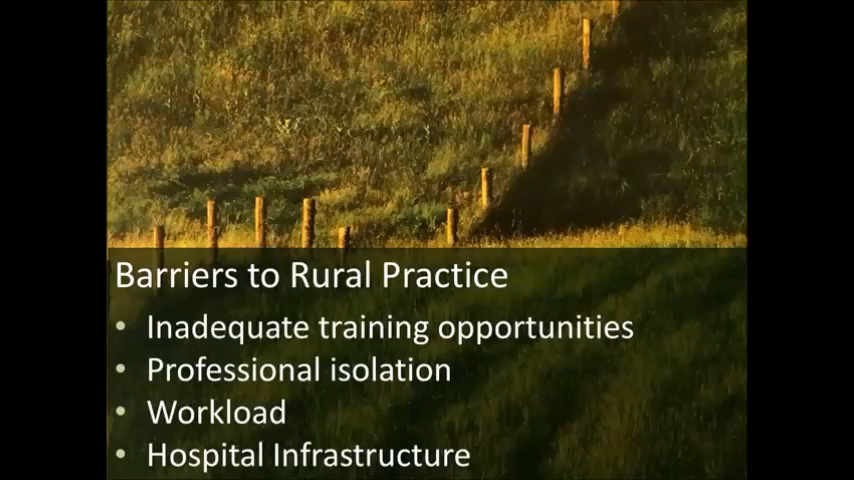 Barriers to Rural Practice
• Inadequate training opportunities
• Professional isolation
• Workload
• Hospital Infrastructure